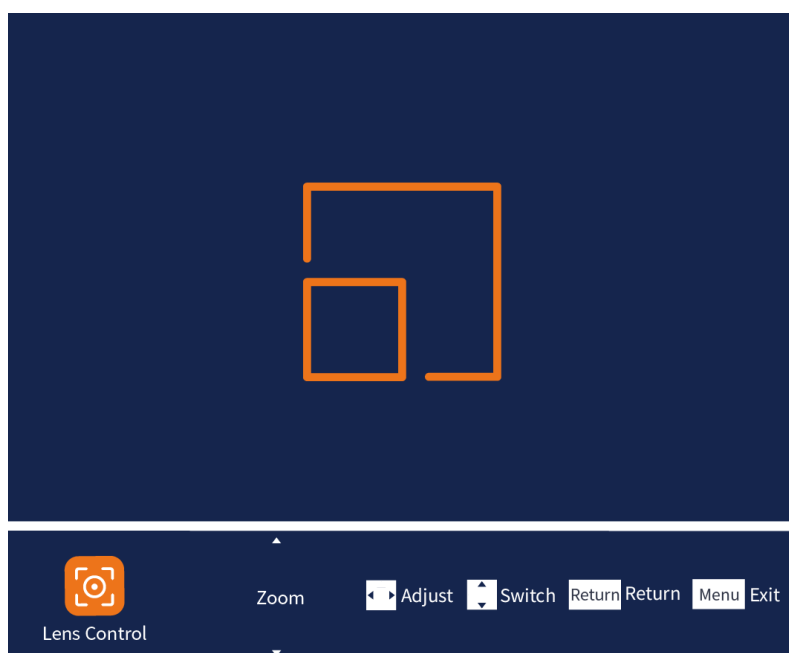 Zoom
Adjust
Switch
Return Return
Menu Exit
Lens Control